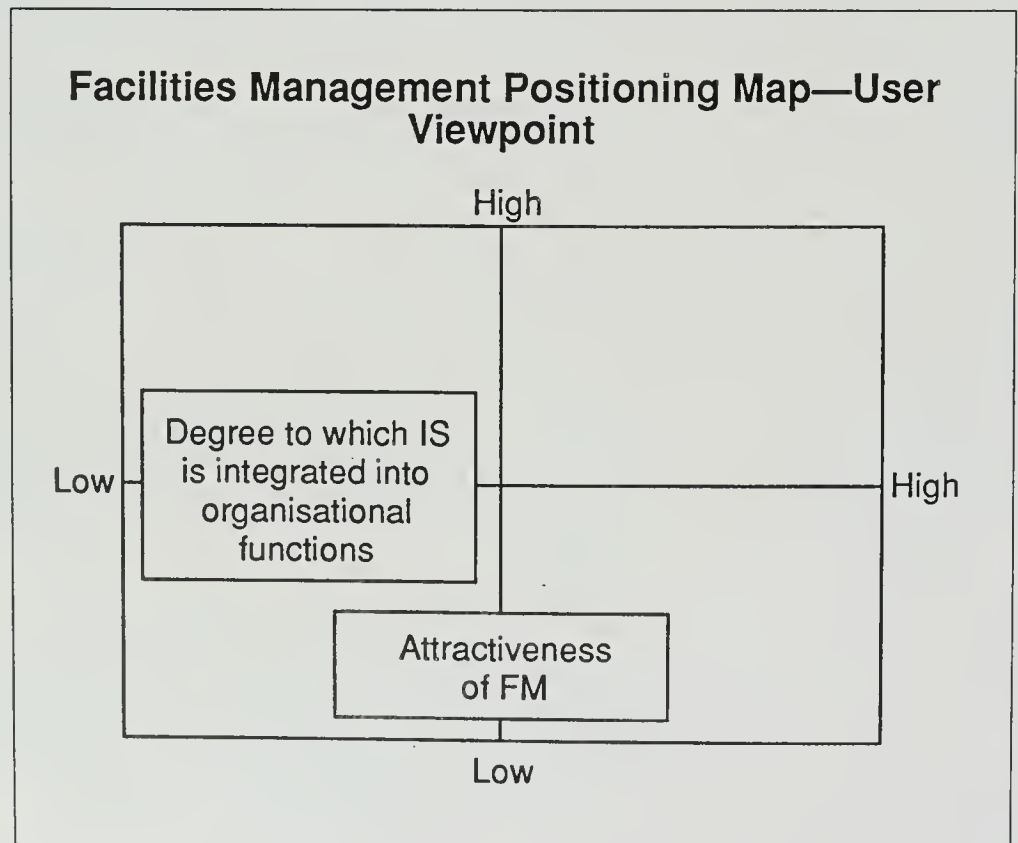 Facilities Management Positioning Map—User
Viewpoint
High
Degree to which IS
is integrated into
organisational
functions
Low
High
Attractiveness
of FM
Low